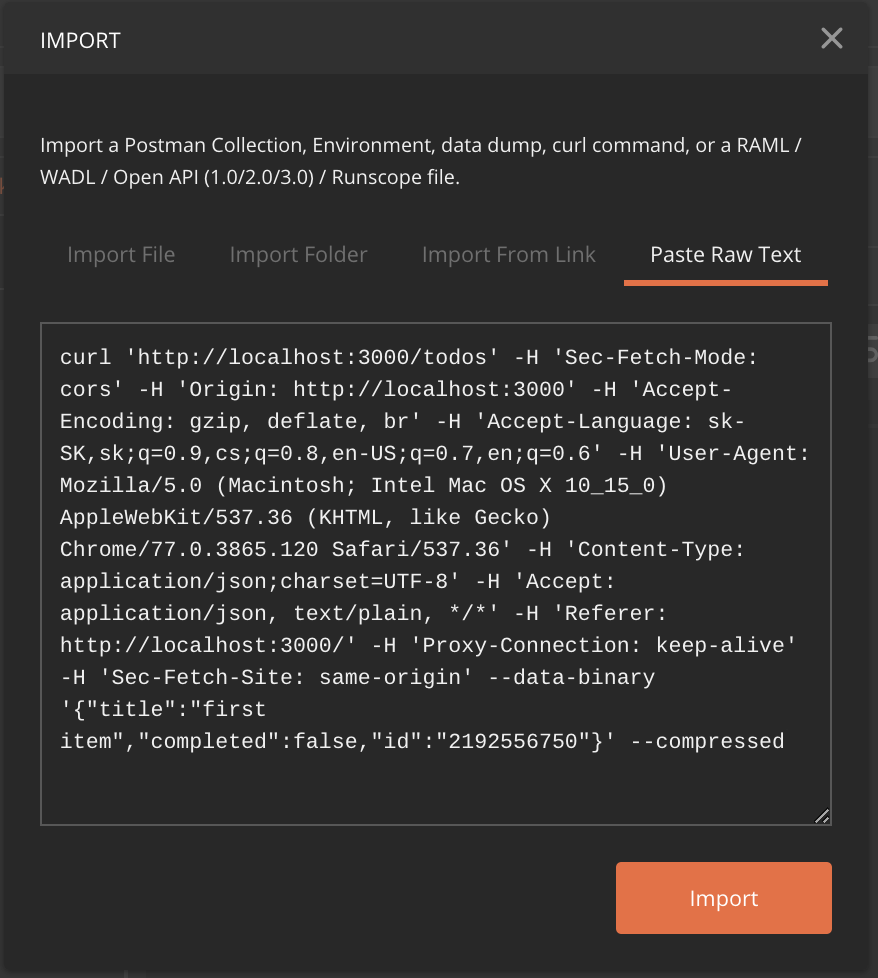 IMPORT
Import a Postman Collection, Environment, data dump, curl command, or a RAML /
WADL / Open API (1.0/2.0/3.0) / Runscope file.
Import File
Import Folder
Import From Link
Paste Raw Text
curl 'http://localhost:3000/todos' -H 'Sec-Fetch-Mode:
cors' -H 'Origin: http://localhost:3000' -H 'Accept-
Encoding: gzip, deflate, br' -H 'Accept-Language: sk-
SK,sk;q=0.9,cs;q=0.8,en-US;q=0.7,en;q=0.6' -H 'User-Agent:
Mozilla/5.0 (Macintosh; Intel Mac OS X 10_15_0)
AppleWebKit/537.36 (KHTML, like Gecko)
Chrome/77.0.3865.120 Safari/537.36' -H 'Content-Type:
application/json;charset=UTF-8' -H 'Accept:
application/json, text/plain, */*' -H 'Referer:
http://localhost:3000/' -H 'Proxy-Connection: keep-alive'
-H 'Sec-Fetch-Site: same-origin' --data-binary
'{"title":"first
item","completed":false,"id":"2192556750"}' --compressed
Import